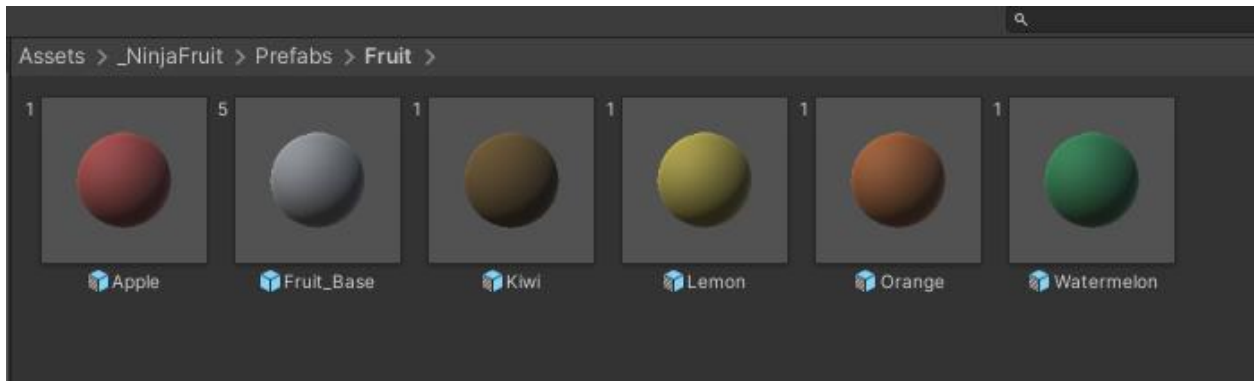 Assets > _NinjaFruit > Prefabs > Fruit >
1 5 1 1 1 1
Apple Fruit_Base Kiwi Lemon Orange Watermelon